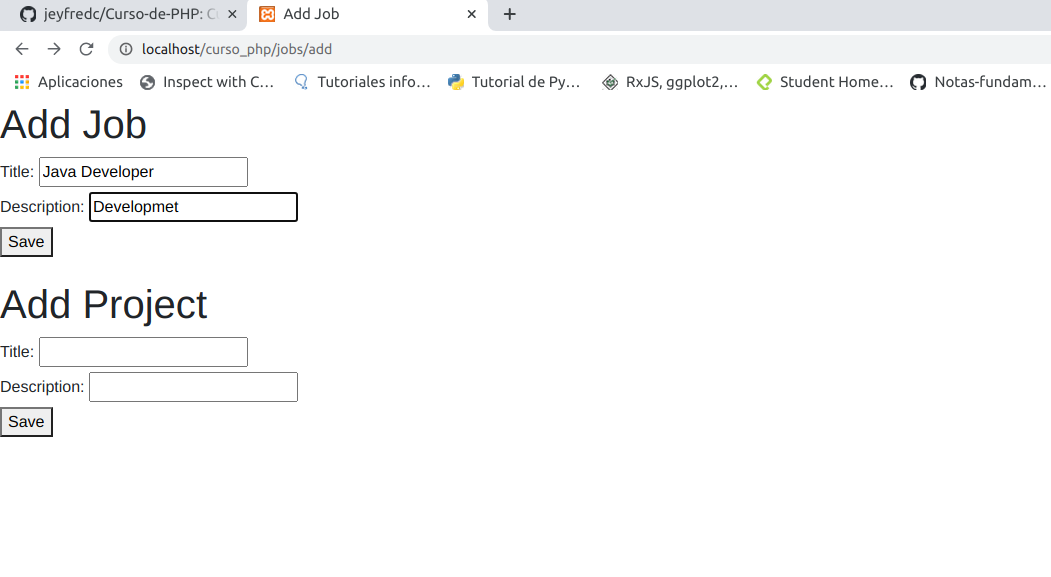 jeyfredc/Curso-de-PHP: Cu
Add Job
localhost/curso_php/jobs/add
Aplicaciones Inspect with C... Tutoriales info... Tutorial de Py... RxJS, ggplot2,... Student Home... Notas-fundam...
Add Job
Title: Java Developer
Description: Developmet
Save
Add Project
Title:
Description:
Save